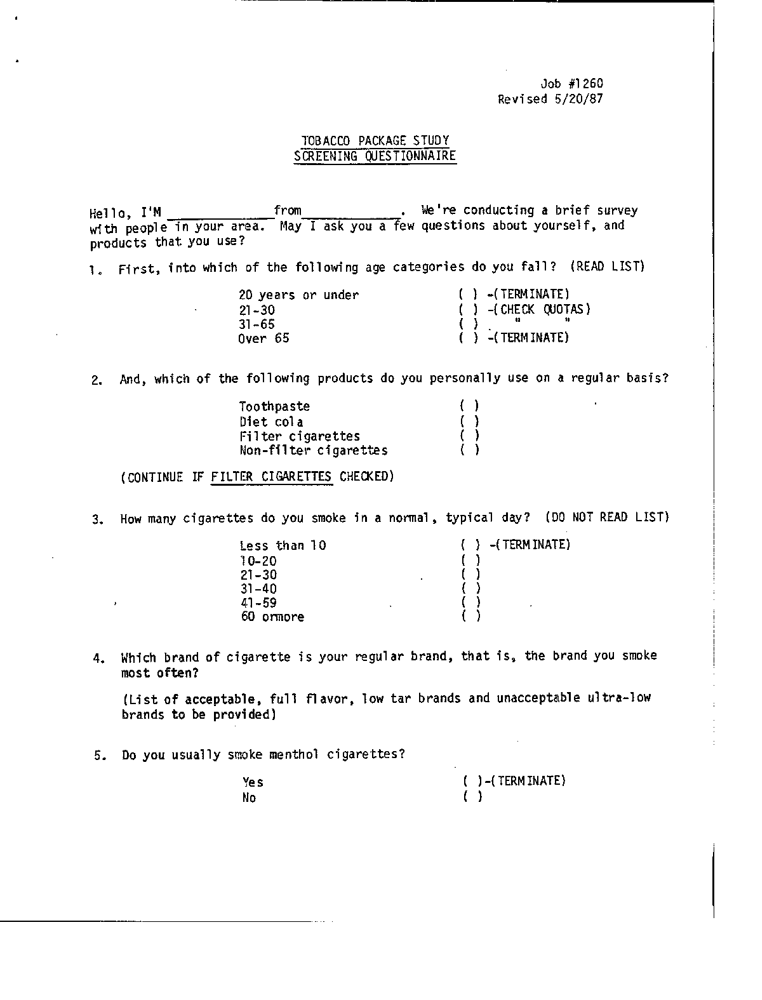 Job #1260
Revised 5/20/87
TOBACCO PACKAGE STUDY
SCREENING QUESTIONNAIRE
Hello, I'M ____________ from ____________. We're conducting a brief survey
with people in your area. May I ask you a few questions about yourself, and
products that you use?
1. First, into which of the following age categories do you fall? (READ LIST)
20 years or under ( ) -(TERMINATE)
21-30 ( ) -(CHECK QUOTAS)
31-65 ( ) " "
Over 65 ( ) -(TERMINATE)
2. And, which of the following products do you personally use on a regular basis?
Toothpaste ( )
Diet cola ( )
Filter cigarettes ( )
Non-filter cigarettes ( )
(CONTINUE IF FILTER CIGARETTES CHECKED)
3. How many cigarettes do you smoke in a normal, typical day? (DO NOT READ LIST)
Less than 10 ( ) -(TERMINATE)
10-20 ( )
21-30 ( )
31-40 ( )
41-59 ( )
60 ormore ( )
4. Which brand of cigarette is your regular brand, that is, the brand you smoke
most often?
(List of acceptable, full flavor, low tar brands and unacceptable ultra-low
brands to be provided)
5. Do you usually smoke menthol cigarettes?
Yes ( )-(TERMINATE)
No ( )